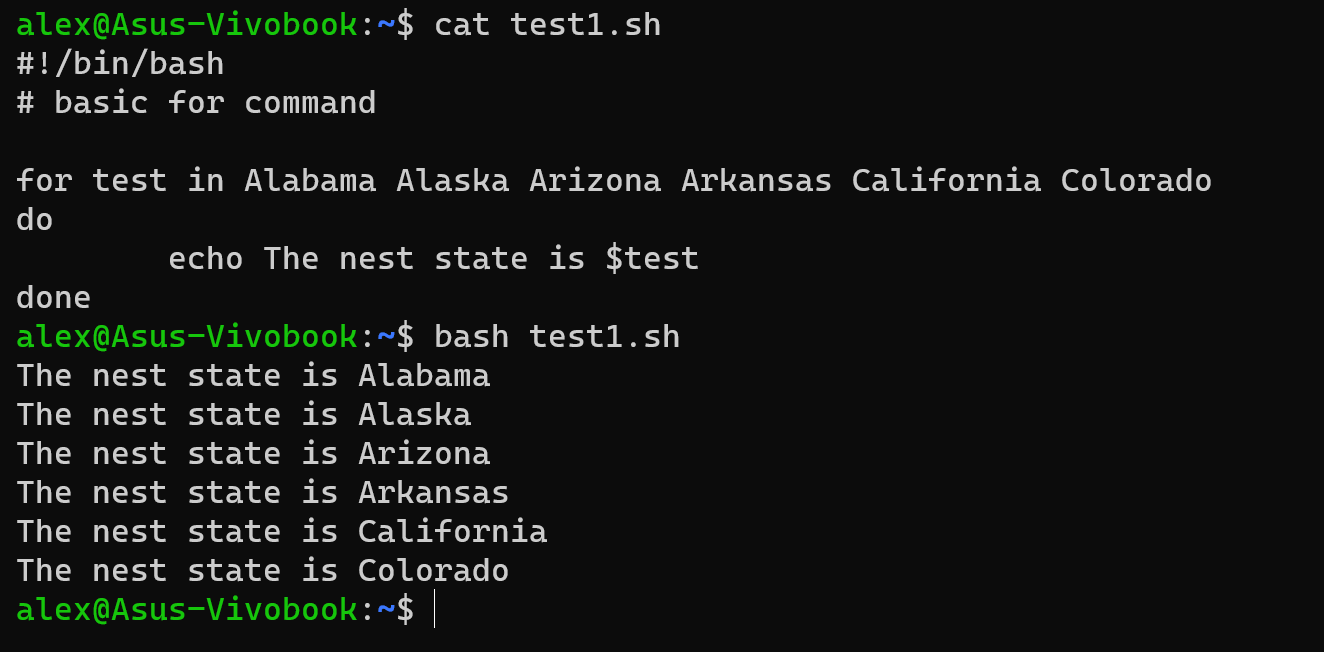 alex@Asus-Vivobook:~$ cat test1.sh
#!/bin/bash
# basic for command

for test in Alabama Alaska Arizona Arkansas California Colorado
do
        echo The nest state is $test
done
alex@Asus-Vivobook:~$ bash test1.sh
The nest state is Alabama
The nest state is Alaska
The nest state is Arizona
The nest state is Arkansas
The nest state is California
The nest state is Colorado
alex@Asus-Vivobook:~$